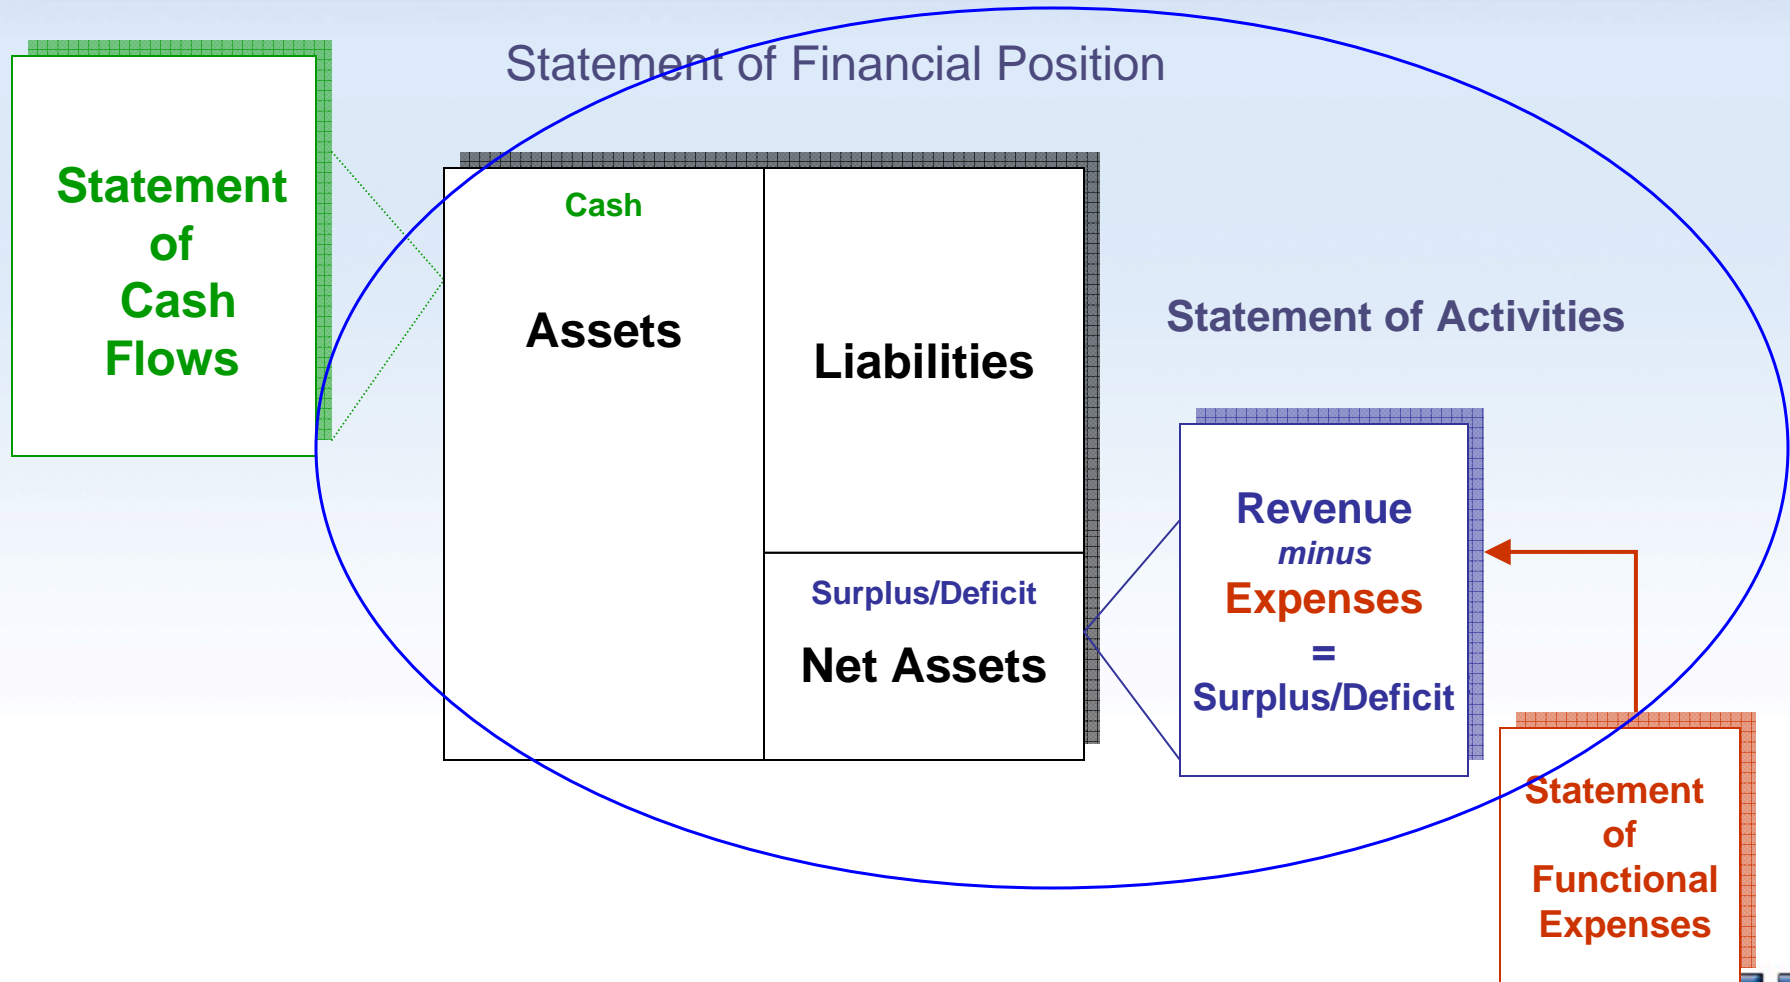 Statement of Financial Position
Statement
of
Cash
Flows
Cash
Assets
Liabilities
Surplus/Deficit
Net Assets
Statement of Activities
Revenue
minus
Expenses
=
Surplus/Deficit
Statement
of
Functional
Expenses